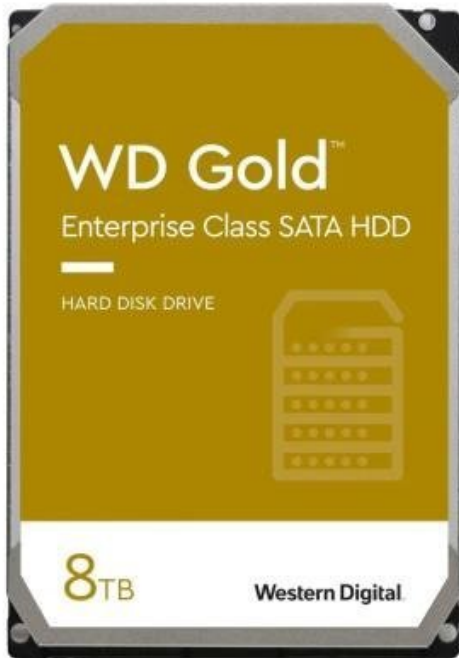 WD Gold™
Enterprise Class SATA HDD
HARD DISK DRIVE
8TB
Western Digital